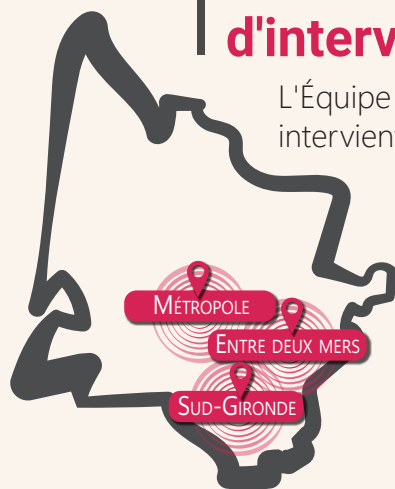 d'interv
L'Équipe
intervient
MÉTROPOLE
ENTRE DEUX MERS
SUD-GIRONDE